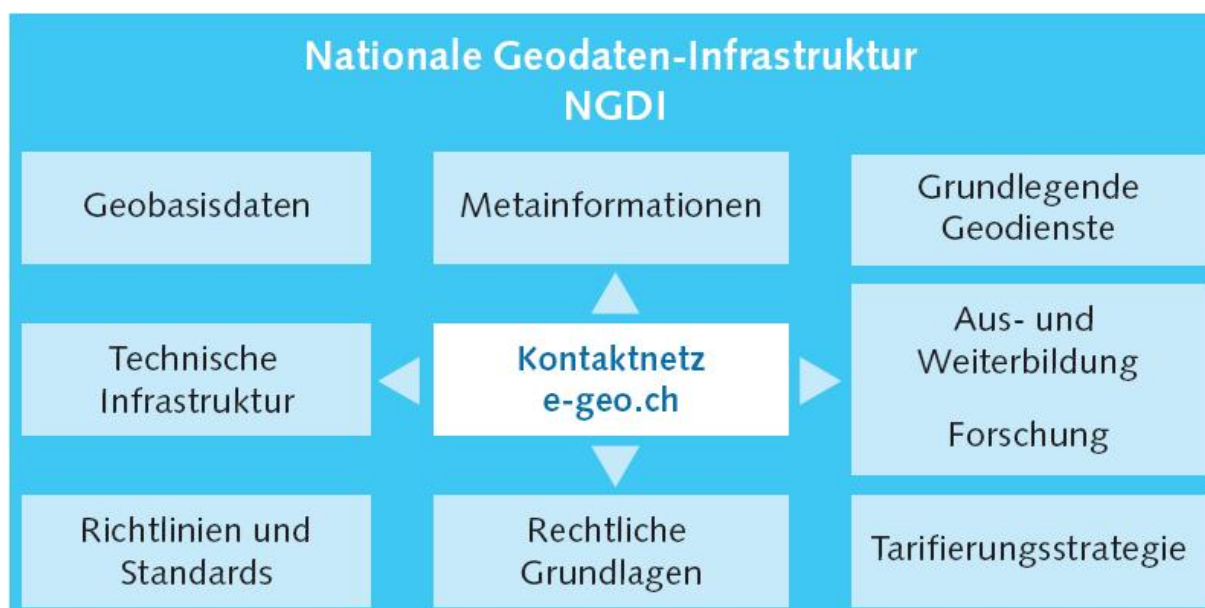 Nationale Geodaten-Infrastruktur
NGDI
Geobasisdaten
Metainformationen
Grundlegende
Geodienste
Technische
Infrastruktur
Kontaktnetz
e-geo.ch
Aus- und
Weiterbildung
Forschung
Richtlinien und
Standards
Rechtliche
Grundlagen
Tarifierungsstrategie